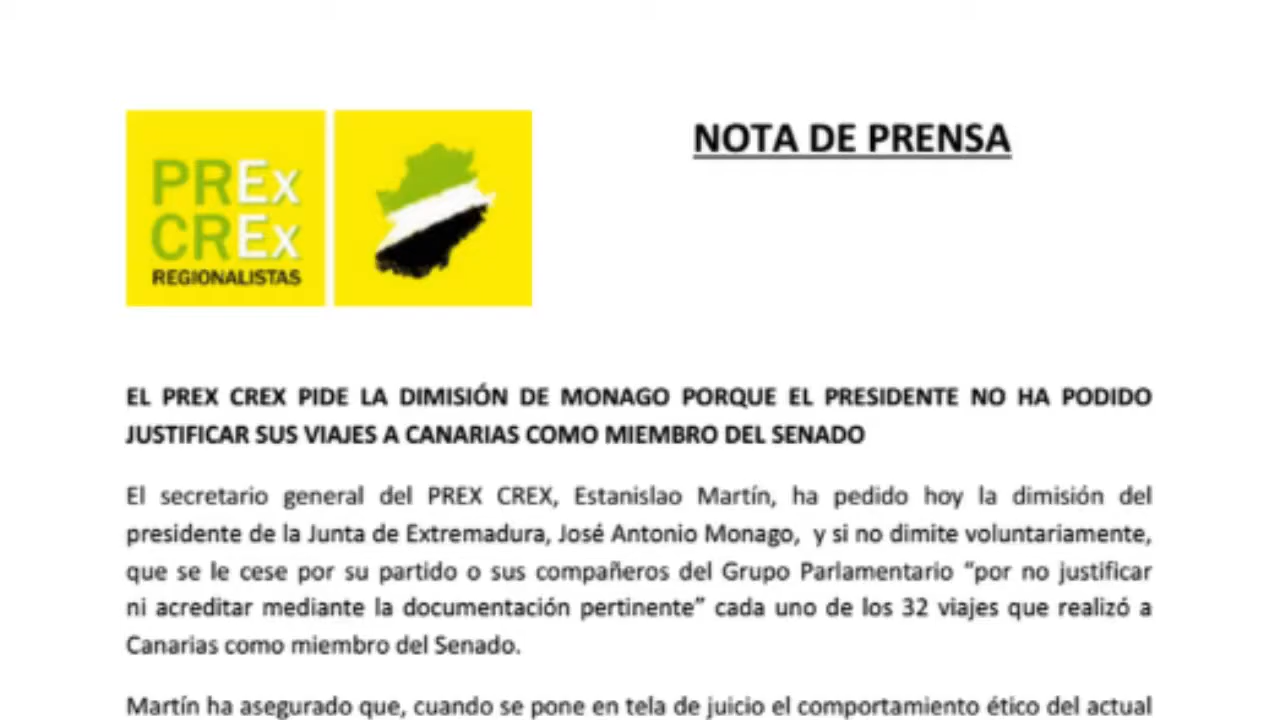 NOTA DE PRENSA
PREx
CREx
REGIONALISTAS
EL PREX CREX PIDE LA DIMISIÓN DE MONAGO PORQUE EL PRESIDENTE NO HA PODIDO
JUSTIFICAR SUS VIAJES A CANARIAS COMO MIEMBRO DEL SENADO
El secretario general del PREX CREX, Estanislao Martín, ha pedido hoy la dimisión del
presidente de la Junta de Extremadura, José Antonio Monago, y si no dimite voluntariamente,
que se le cese por su partido o sus compañeros del Grupo Parlamentario “por no justificar
ni acreditar mediante la documentación pertinente” cada uno de los 32 viajes que realizó a
Canarias como miembro del Senado.
Martín ha asegurado que, cuando se pone en tela de juicio el comportamiento ético del actual